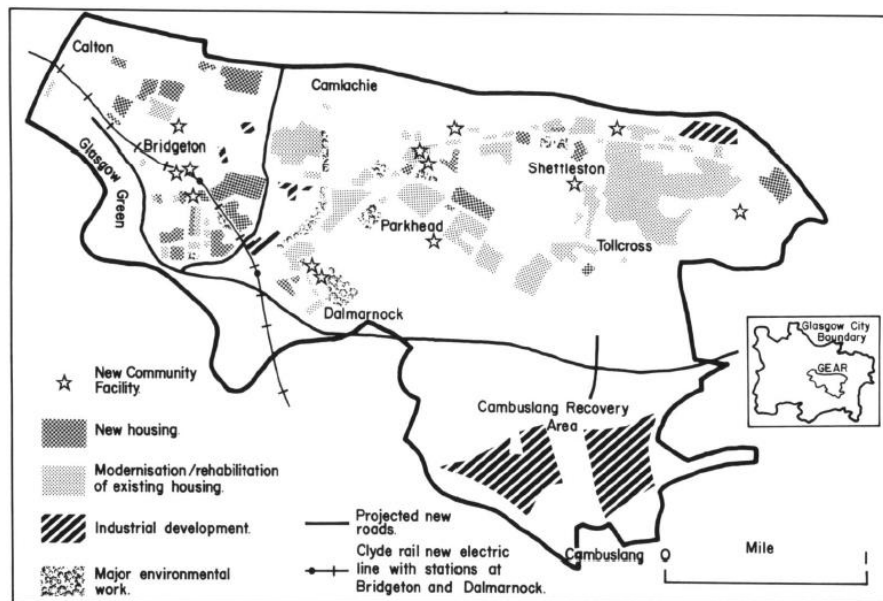 Calton
Camlachie
Bridgeton
Glasgow
Green
Shettleston
Parkhead
Tollcross
Dalmarnock
Glasgow City
Boundary
GEAR
Cambuslang Recovery
Area
Cambuslang
New Community
Facility.
New housing.
Modernisation/rehabilitation
of existing housing.
Industrial development.
Major environmental
work.
Projected new
roads.
Clyde rail new electric
line with stations at
Bridgeton and Dalmarnock.
0 Mile 1